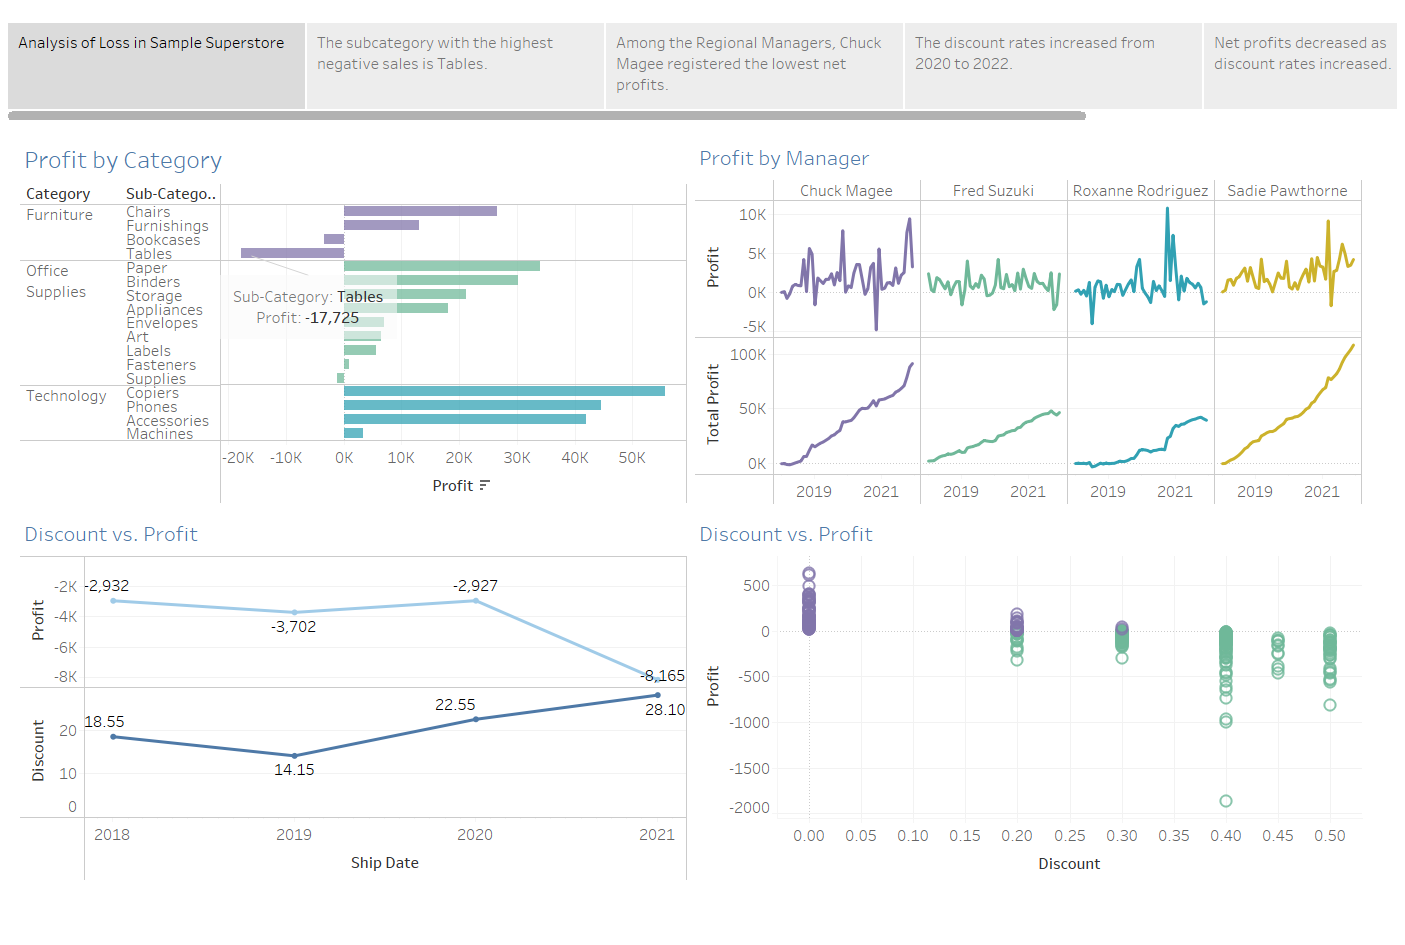 Analysis of Loss in Sample Superstore
The subcategory with the highest
negative sales is Tables.
Among the Regional Managers, Chuck
Magee registered the lowest net
profits.
The discount rates increased from
2020 to 2022.
Net profits decreased as
discount rates increased.
Profit by Category
Category Sub-Catego..
Furniture Chairs
Furnishings
Bookcases
Tables
Office Supplies Paper
Binders
Storage
Appliances
Envelopes
Art
Labels
Fasteners
Supplies
Technology Copiers
Phones
Accessories
Machines
Sub-Category: Tables
Profit: -17,725
-20K -10K 0K 10K 20K 30K 40K 50K
Profit
Profit by Manager
Chuck Magee Fred Suzuki Roxanne Rodriguez Sadie Pawthorne
Profit
10K
5K
0K
-5K
Total Profit
100K
50K
0K
2019 2021 2019 2021 2019 2021 2019 2021
Discount vs. Profit
Profit
-2K
-4K
-6K
-8K
-2,932
-3,702
-2,927
-8,165
Discount
20
10
0
18.55
14.15
22.55
28.10
2018 2019 2020 2021
Ship Date
Discount vs. Profit
Profit
500
0
-500
-1000
-1500
-2000
0.00 0.05 0.10 0.15 0.20 0.25 0.30 0.35 0.40 0.45 0.50
Discount